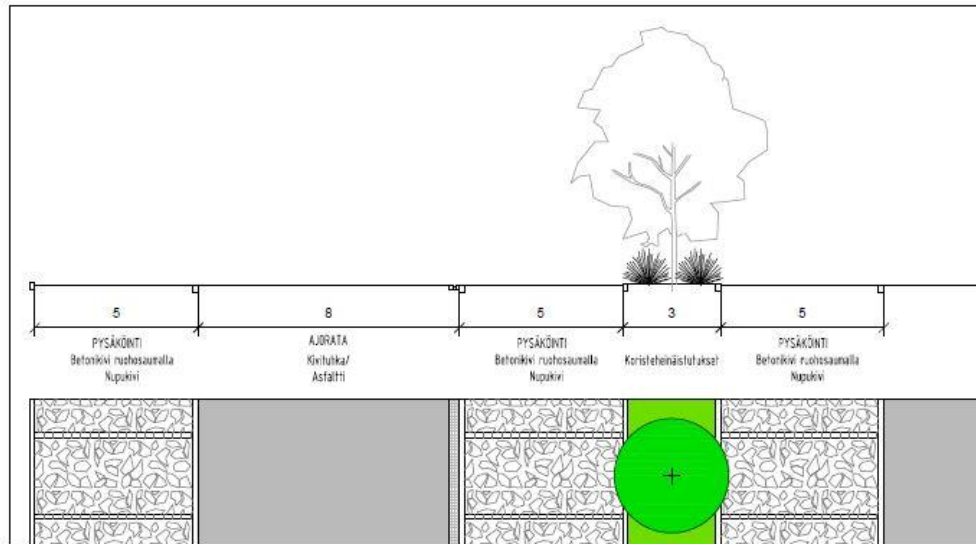 5
8
5
3
5
PYSÄKÖINTI
Betonikivi ruohosaumalla
Nupukivi
AJORATA
Kivituhka/
Asfaltti
PYSÄKÖINTI
Betonikivi ruohosaumalla
Nupukivi
Koristeheinäistutukset
PYSÄKÖINTI
Betonikivi ruohosaumalla
Nupukivi